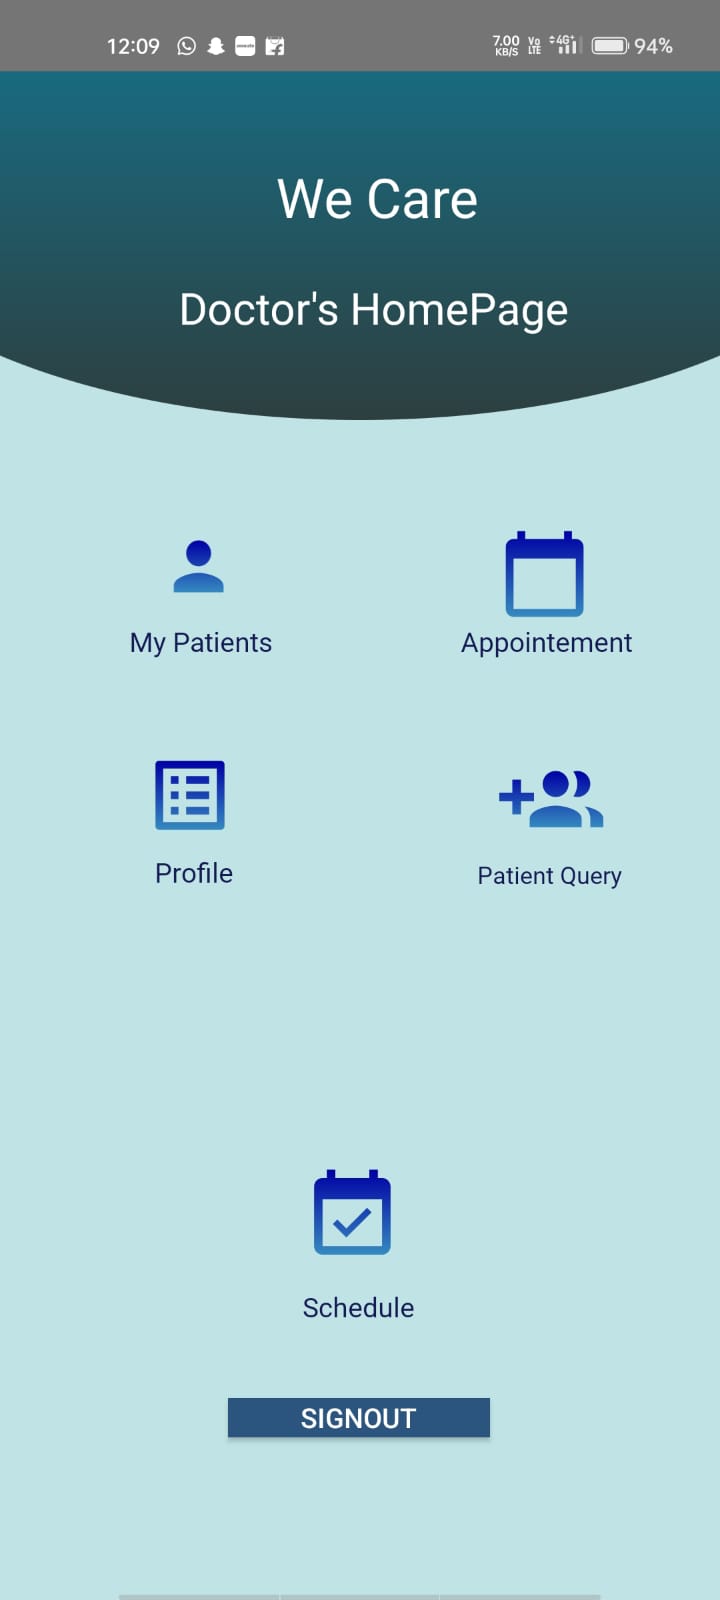 12:09 7.00 KB/S Vo LTE 4G+ 94%
We Care
Doctor's HomePage
My Patients Appointement
Profile Patient Query
Schedule
SIGNOUT